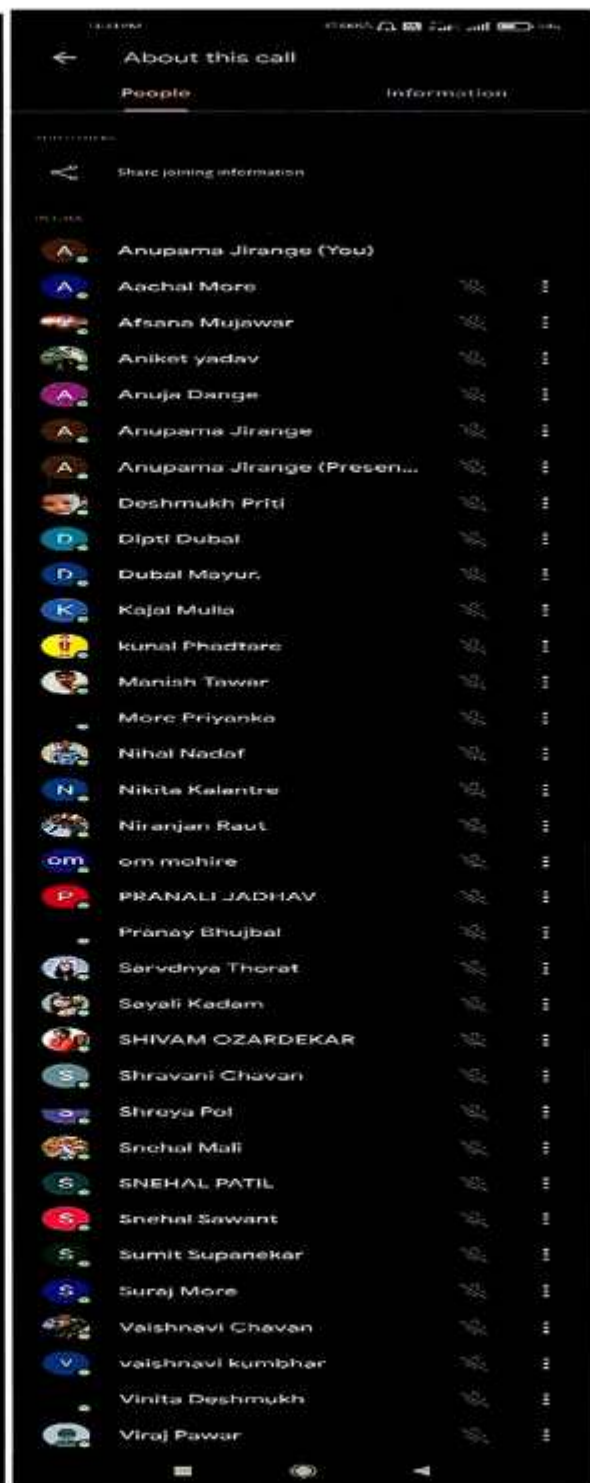 About this call
People Information
Share joining information
A Anupama Jirange (You)
A Aachal More
Afsana Mujawar
Aniket yadav
A Anuja Dange
A Anupama Jirange
A Anupama Jirange (Presen...
Deshmukh Priti
D Dipti Dubal
D Dubal Mayur.
K Kajal Mulla
kunal Phadtare
Manish Tawar
More Priyanka
Nihal Nadaf
N Nikita Kalantre
Niranjan Raut
om om mohire
P PRANALI JADHAV
Pranay Bhujbal
Sarvdnya Thorat
Sayali Kadam
SHIVAM OZARDEKAR
S Shravani Chavan
S Shreya Pol
Snehal Mali
S SNEHAL PATIL
S Snehal Sawant
S Sumit Supanekar
S Suraj More
Vaishnavi Chavan
V vaishnavi kumbhar
Vinita Deshmukh
Viraj Pawar